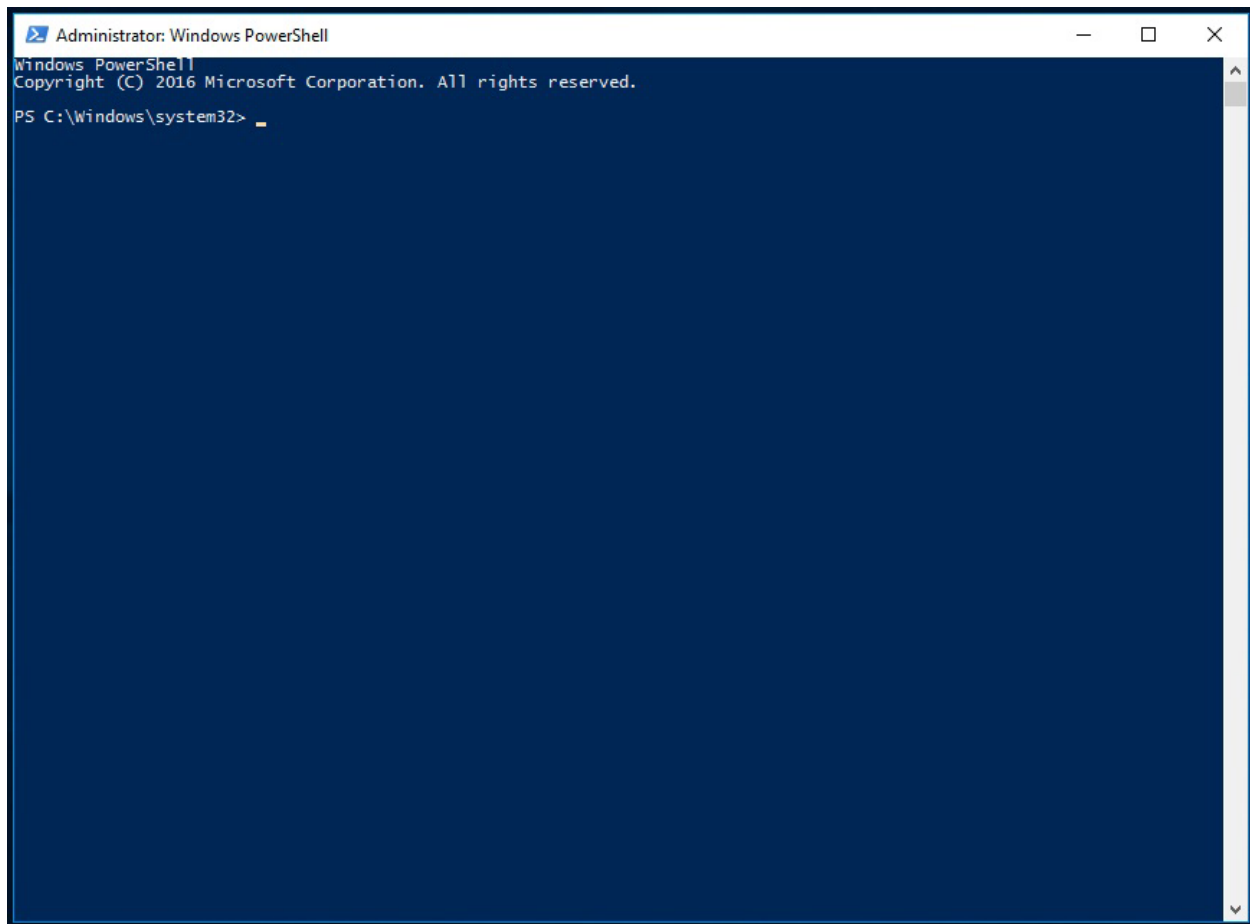 Administrator: Windows PowerShell
Windows PowerShell
Copyright (C) 2016 Microsoft Corporation. All rights reserved.
PS C:\Windows\system32> _